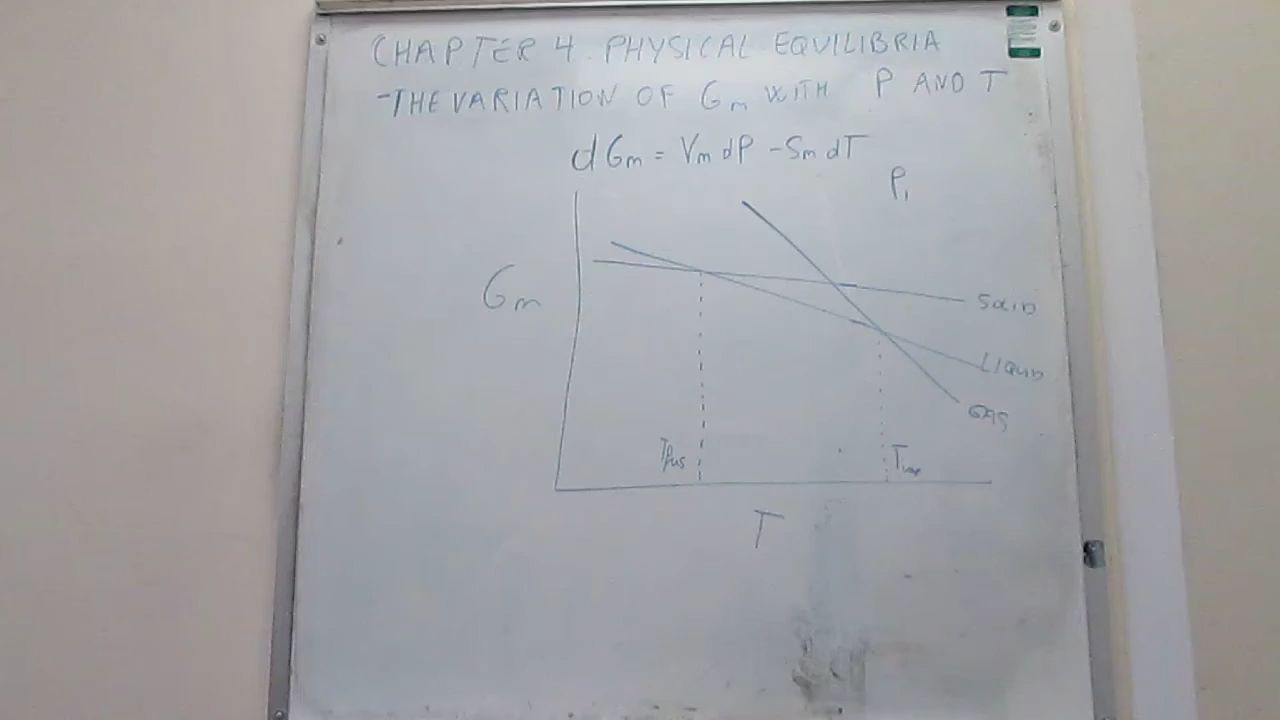 CHAPTER 4. PHYSICAL EQUILIBRIA
-THE VARIATION OF Gm WITH P AND T
dGm = Vm dP - Sm dT
P1
Gm
SOLID
LIQUID
GAS
Tfus
Tvap
T